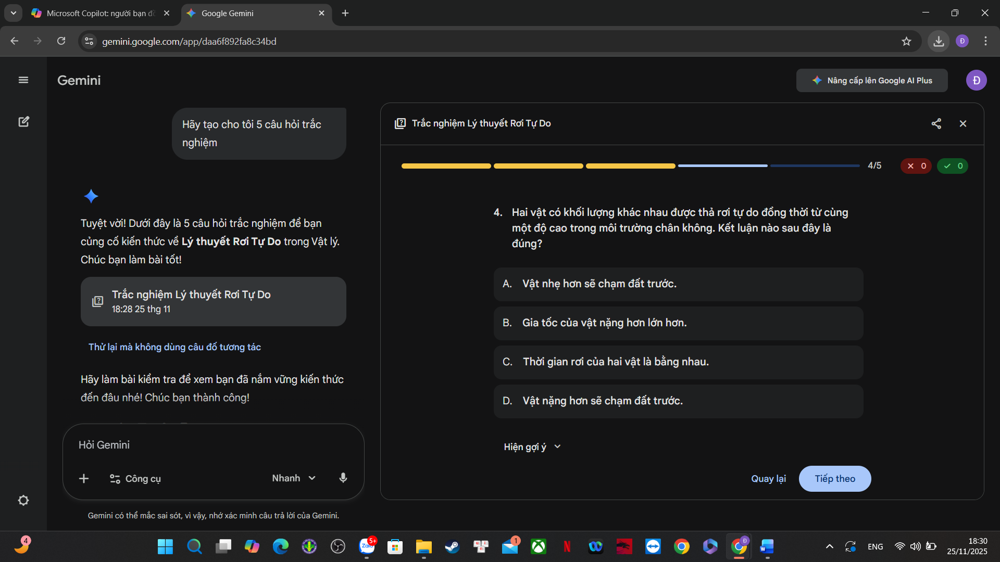 Microsoft Copilot: người bạn đồ
Google Gemini
gemini.google.com/app/daa6f892fa8c34bd
Đ
Gemini
Nâng cấp lên Google AI Plus
Đ
Hãy tạo cho tôi 5 câu hỏi trắc
nghiệm
Tuyệt vời! Dưới đây là 5 câu hỏi trắc nghiệm để bạn
củng cố kiến thức về Lý thuyết Rơi Tự Do trong Vật lý.
Chúc bạn làm bài tốt!
Trắc nghiệm Lý thuyết Rơi Tự Do
18:28 25 thg 11
Thử lại mà không dùng câu đố tương tác
Hãy làm bài kiểm tra để xem bạn đã nắm vững kiến thức
đến đâu nhé! Chúc bạn thành công!
Hỏi Gemini
Công cụ
Nhanh
Gemini có thể mắc sai sót, vì vậy, nhớ xác minh câu trả lời của Gemini.
Trắc nghiệm Lý thuyết Rơi Tự Do
4/5
0
0
4. Hai vật có khối lượng khác nhau được thả rơi tự do đồng thời từ cùng
một độ cao trong môi trường chân không. Kết luận nào sau đây là
đúng?
A. Vật nhẹ hơn sẽ chạm đất trước.
B. Gia tốc của vật nặng hơn lớn hơn.
C. Thời gian rơi của hai vật là bằng nhau.
D. Vật nặng hơn sẽ chạm đất trước.
Hiện gợi ý
Quay lại
Tiếp theo
4
Zalo
5+
1
ENG
18:30
25/11/2025